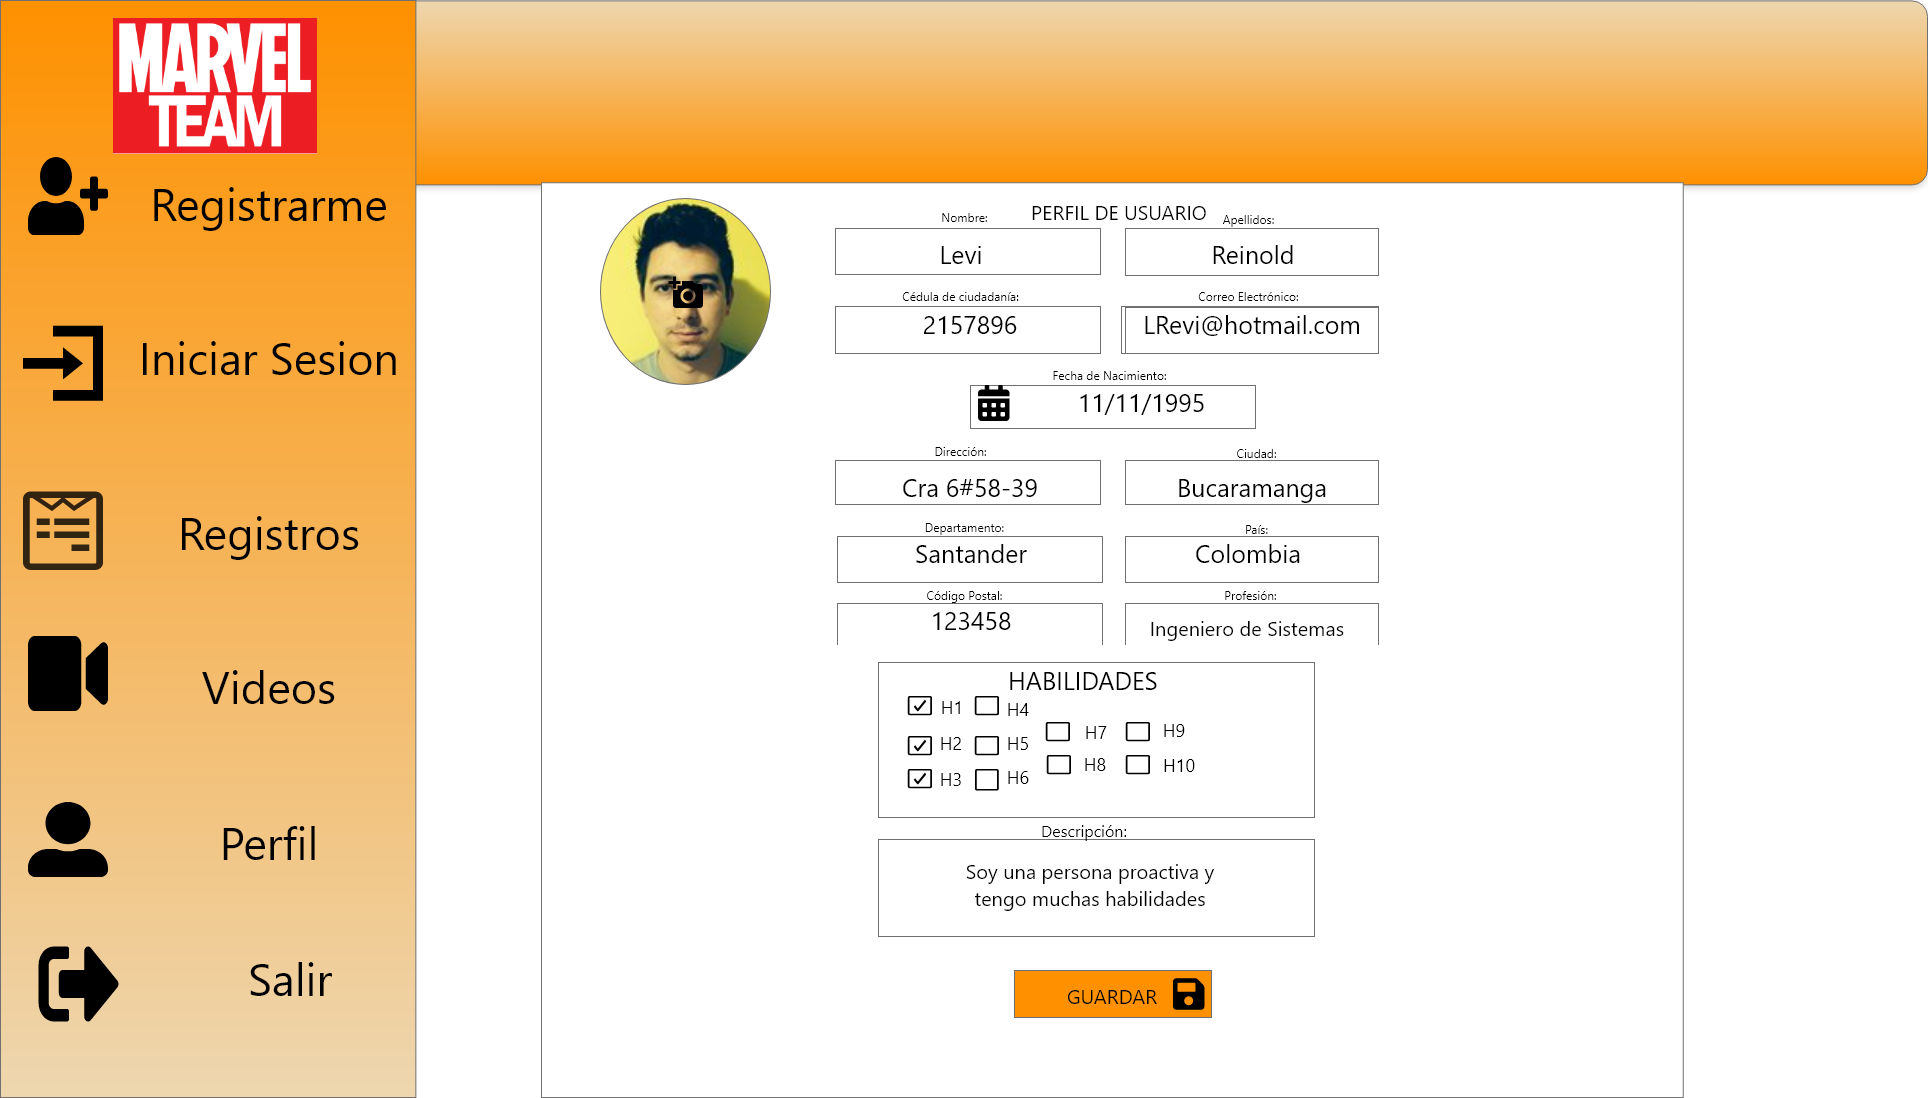 MARVEL
TEAM
Registrarme
Iniciar Sesion
Registros
Videos
Perfil
Salir
PERFIL DE USUARIO
Nombre:
Apellidos:
Levi
Reinold
Cédula de ciudadanía:
Correo Electrónico:
2157896
LRevi@hotmail.com
Fecha de Nacimiento:
11/11/1995
Dirección:
Ciudad:
Cra 6#58-39
Bucaramanga
Departamento:
País:
Santander
Colombia
Código Postal:
Profesión:
123458
Ingeniero de Sistemas
HABILIDADES
H1
H4
H7
H9
H2
H5
H8
H10
H3
H6
Descripción:
Soy una persona proactiva y
tengo muchas habilidades
GUARDAR